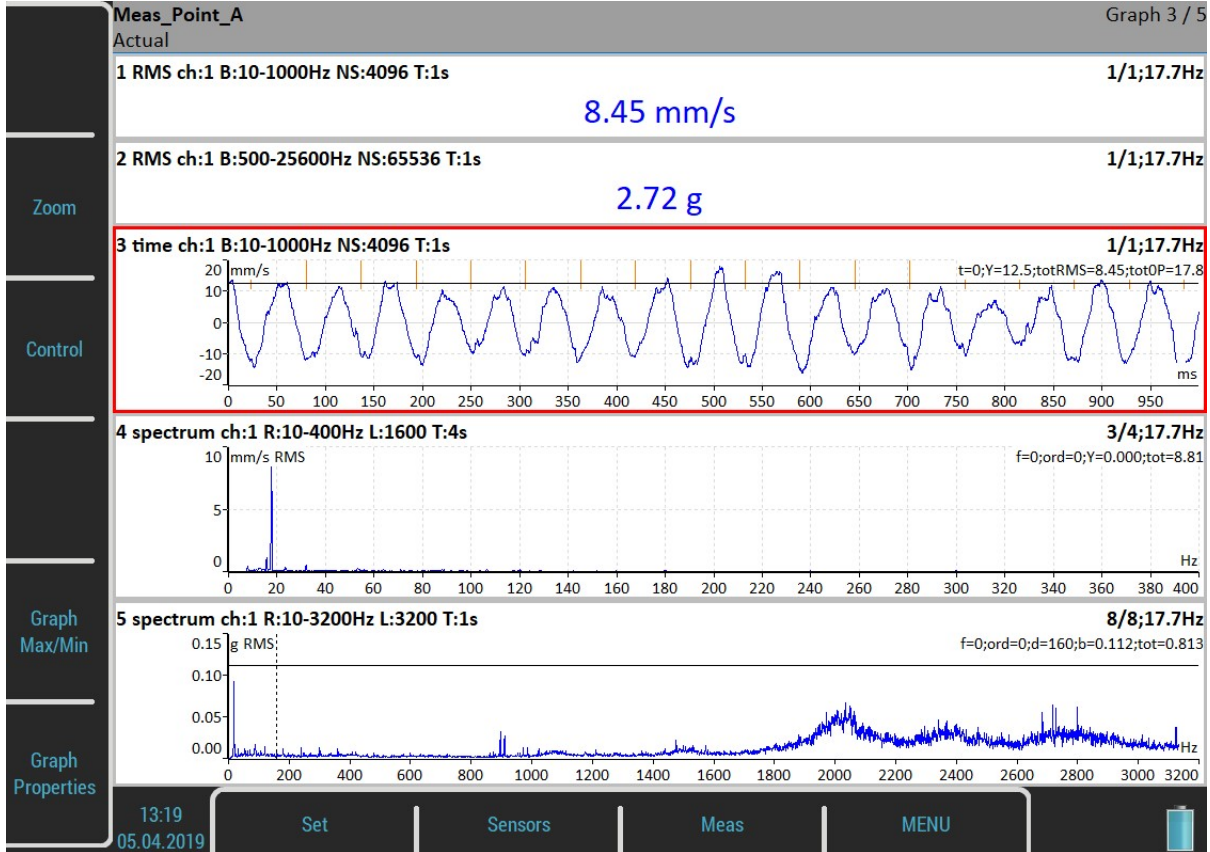 Meas_Point_A Graph 3 / 5
Actual
1 RMS ch:1 B:10-1000Hz NS:4096 T:1s 1/1;17.7Hz
8.45 mm/s
2 RMS ch:1 B:500-25600Hz NS:65536 T:1s 1/1;17.7Hz
2.72 g
3 time ch:1 B:10-1000Hz NS:4096 T:1s 1/1;17.7Hz
20 mm/s t=0;Y=12.5;totRMS=8.45;tot0P=17.8
10
0
-10
-20 ms
0 50 100 150 200 250 300 350 400 450 500 550 600 650 700 750 800 850 900 950
4 spectrum ch:1 R:10-400Hz L:1600 T:4s 3/4;17.7Hz
10 mm/s RMS f=0;ord=0;Y=0.000;tot=8.81
5
0 Hz
0 20 40 60 80 100 120 140 160 180 200 220 240 260 280 300 320 340 360 380 400
5 spectrum ch:1 R:10-3200Hz L:3200 T:1s 8/8;17.7Hz
0.15 g RMS f=0;ord=0;d=160;b=0.112;tot=0.813
0.10
0.05
0.00 Hz
0 200 400 600 800 1000 1200 1400 1600 1800 2000 2200 2400 2600 2800 3000 3200
Zoom
Control
Graph
Max/Min
Graph
Properties
13:19
05.04.2019
Set Sensors Meas MENU